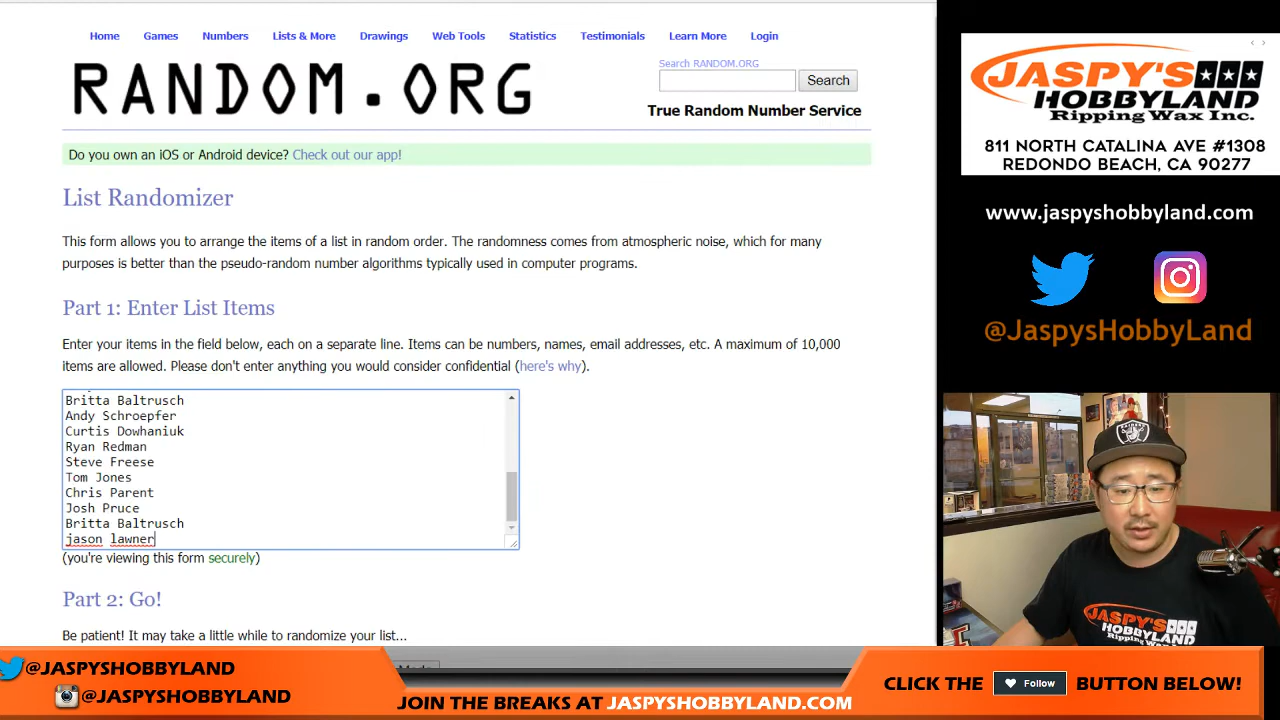 Home Games Numbers Lists & More Drawings Web Tools Statistics Testimonials Learn More Login
RANDOM.ORG
Search RANDOM.ORG
Search
True Random Number Service
Do you own an iOS or Android device? Check out our app!
List Randomizer
This form allows you to arrange the items of a list in random order. The randomness comes from atmospheric noise, which for many
purposes is better than the pseudo-random number algorithms typically used in computer programs.
Part 1: Enter List Items
Enter your items in the field below, each on a separate line. Items can be numbers, names, email addresses, etc. A maximum of 10,000
items are allowed. Please don't enter anything you would consider confidential (here's why).
Britta Baltrusch
Andy Schroepfer
Curtis Dowhaniuk
Ryan Redman
Steve Freese
Tom Jones
Chris Parent
Josh Pruce
Britta Baltrusch
jason lawner
(you're viewing this form securely)
Part 2: Go!
Be patient! It may take a little while to randomize your list...
JASPY'S
HOBBYLAND
Ripping Wax Inc.
811 NORTH CATALINA AVE #1308
REDONDO BEACH, CA 90277
www.jaspyshobbyland.com
@JaspysHobbyLand
RAIDERS
JASPY'S
HOBBYLAND
Ripping Wax Inc.
@JASPYSHOBBYLAND
@JASPYSHOBBYLAND
JOIN THE BREAKS AT JASPYSHOBBYLAND.COM
CLICK THE Follow BUTTON BELOW!